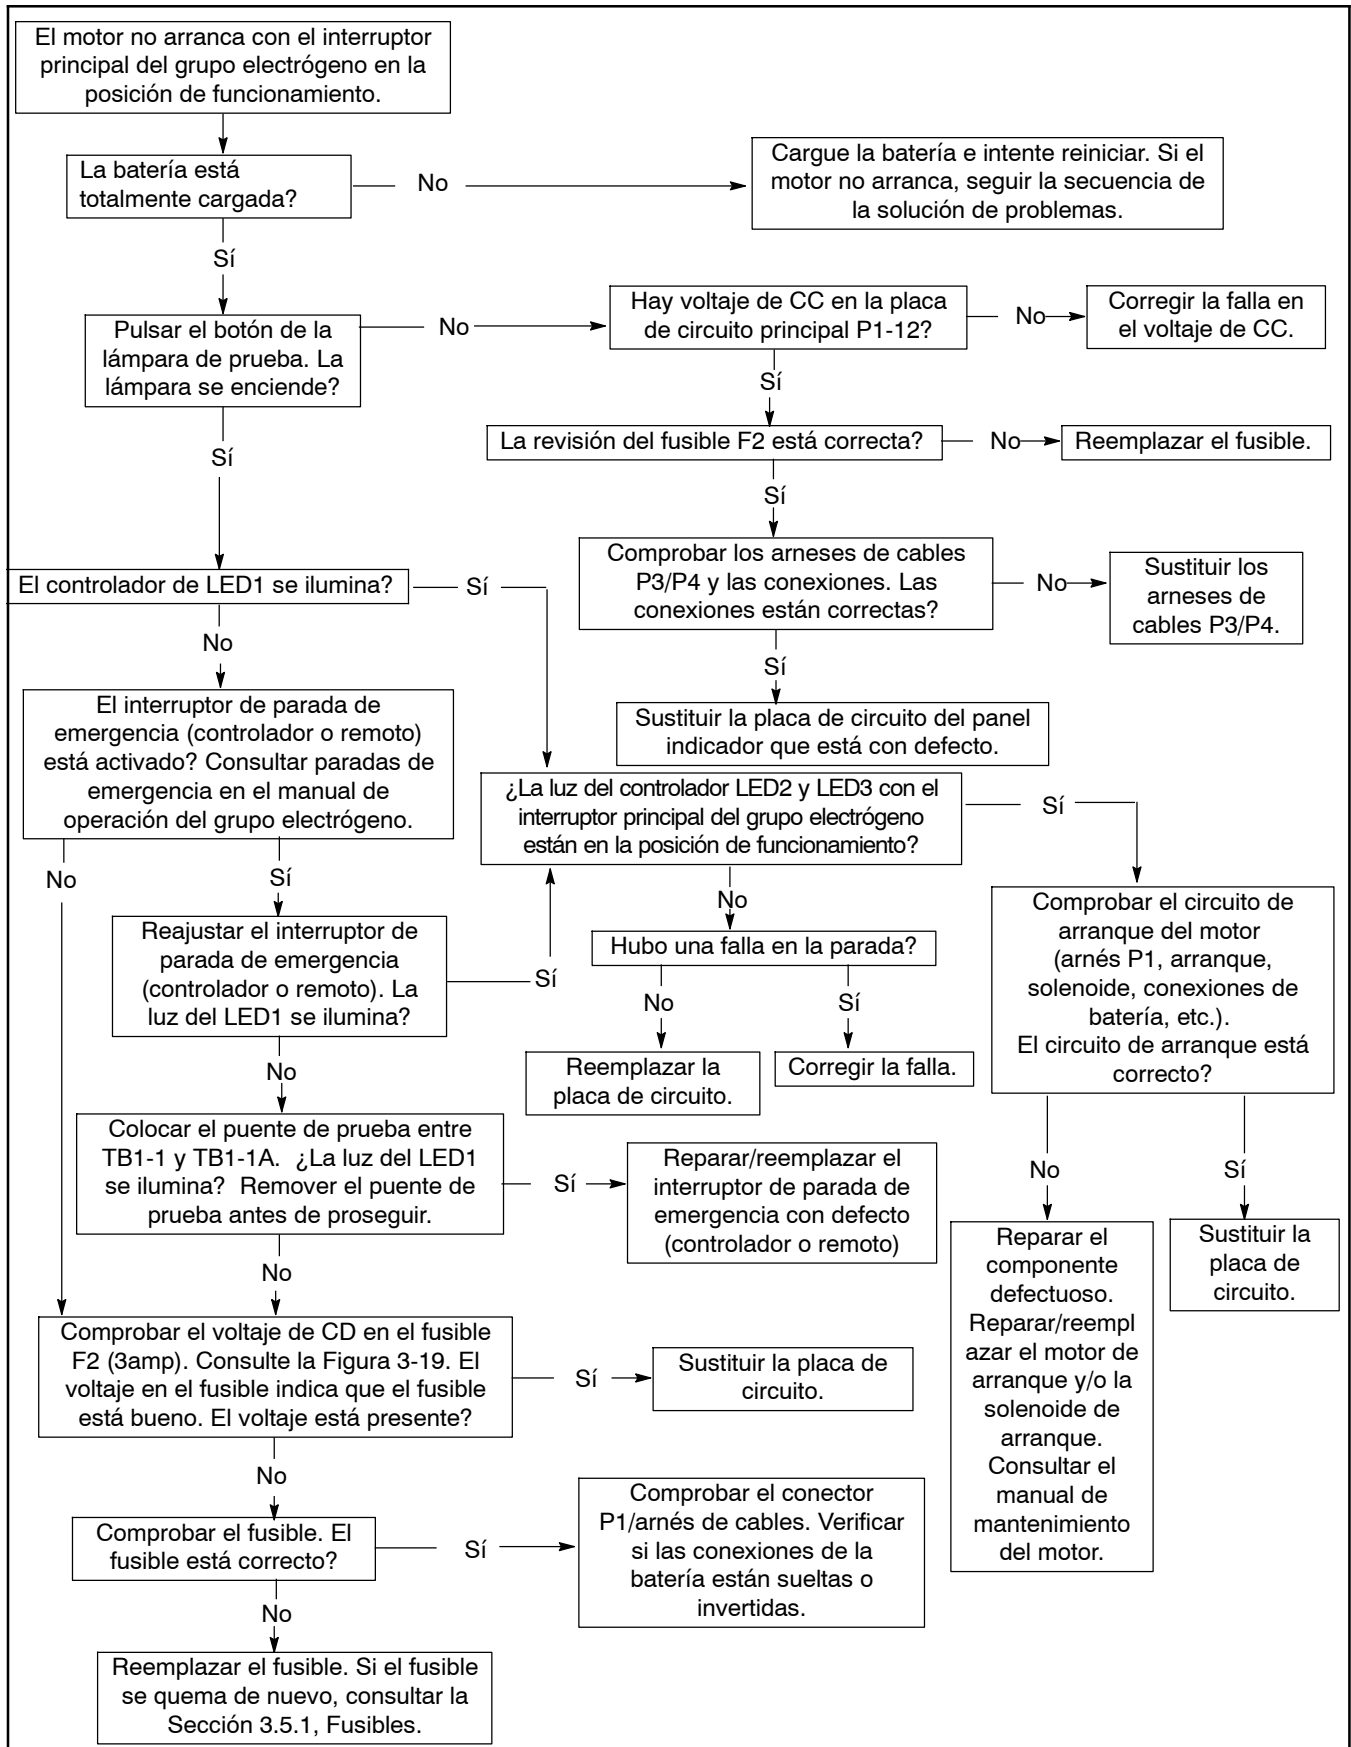 El motor no arranca con el interruptor
principal del grupo electrógeno en la
posición de funcionamiento.
La batería está
totalmente cargada?
No
Cargue la batería e intente reiniciar. Si el
motor no arranca, seguir la secuencia de
la solución de problemas.
Sí
Pulsar el botón de la
lámpara de prueba. La
lámpara se enciende?
No
Hay voltaje de CC en la placa
de circuito principal P1-12?
No
Corregir la falla en
el voltaje de CC.
Sí
Sí
La revisión del fusible F2 está correcta?
No
Reemplazar el fusible.
Sí
Comprobar los arneses de cables
P3/P4 y las conexiones. Las
conexiones están correctas?
No
Sustituir los
arneses de
cables P3/P4.
Sí
Sustituir la placa de circuito del panel
indicador que está con defecto.
El controlador de LED1 se ilumina?
Sí
No
El interruptor de parada de
emergencia (controlador o remoto)
está activado? Consultar paradas de
emergencia en el manual de
operación del grupo electrógeno.
¿La luz del controlador LED2 y LED3 con el
interruptor principal del grupo electrógeno
están en la posición de funcionamiento?
Sí
No
Sí
No
Reajustar el interruptor de
parada de emergencia
(controlador o remoto). La
luz del LED1 se ilumina?
Sí
Hubo una falla en la parada?
No
Sí
Reemplazar la
placa de circuito.
Corregir la falla.
Comprobar el circuito de
arranque del motor
(arnés P1, arranque,
solenoide, conexiones de
batería, etc.).
El circuito de arranque está
correcto?
No
Sí
Reparar el
componente
defectuoso.
Reparar/reempl
azar el motor de
arranque y/o la
solenoide de
arranque.
Consultar el
manual de
mantenimiento
del motor.
Sustituir la
placa de
circuito.
No
Colocar el puente de prueba entre
TB1-1 y TB1-1A. ¿La luz del LED1
se ilumina? Remover el puente de
prueba antes de proseguir.
Sí
Reparar/reemplazar el
interruptor de parada de
emergencia con defecto
(controlador o remoto)
No
Comprobar el voltaje de CD en el fusible
F2 (3amp). Consulte la Figura 3-19. El
voltaje en el fusible indica que el fusible
está bueno. El voltaje está presente?
Sí
Sustituir la placa de
circuito.
No
Comprobar el fusible. El
fusible está correcto?
Sí
Comprobar el conector
P1/arnés de cables. Verificar
si las conexiones de la
batería están sueltas o
invertidas.
No
Reemplazar el fusible. Si el fusible
se quema de nuevo, consultar la
Sección 3.5.1, Fusibles.